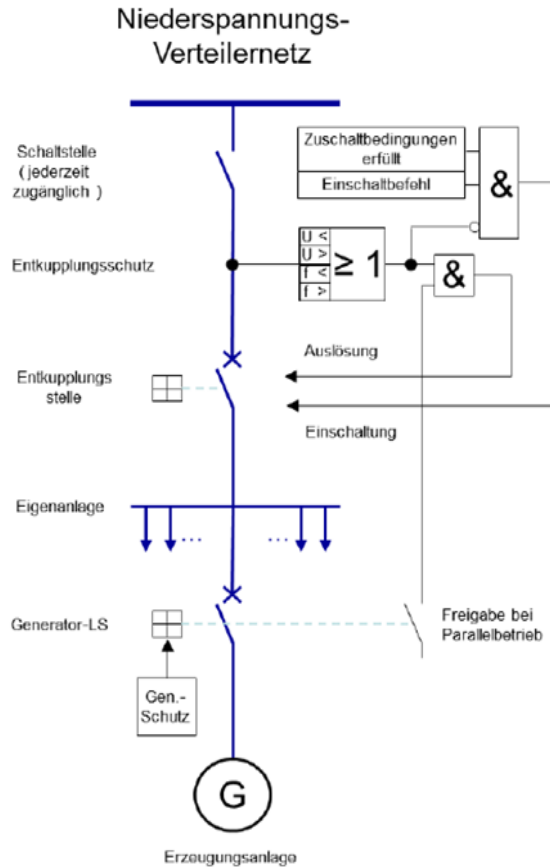 Niederspannungs-
Verteilernetz
Schaltstelle
( jederzeit
zugänglich )
Zuschaltbedingungen
erfüllt
Einschaltbefehl
&
Entkupplungsschutz
U <
U >
f <
f >
≥ 1
&
Auslösung
Entkupplungs
stelle
Einschaltung
Eigenanlage
... ...
Generator-LS
Freigabe bei
Parallelbetrieb
Gen.-
Schutz
G
Erzeugungsanlage